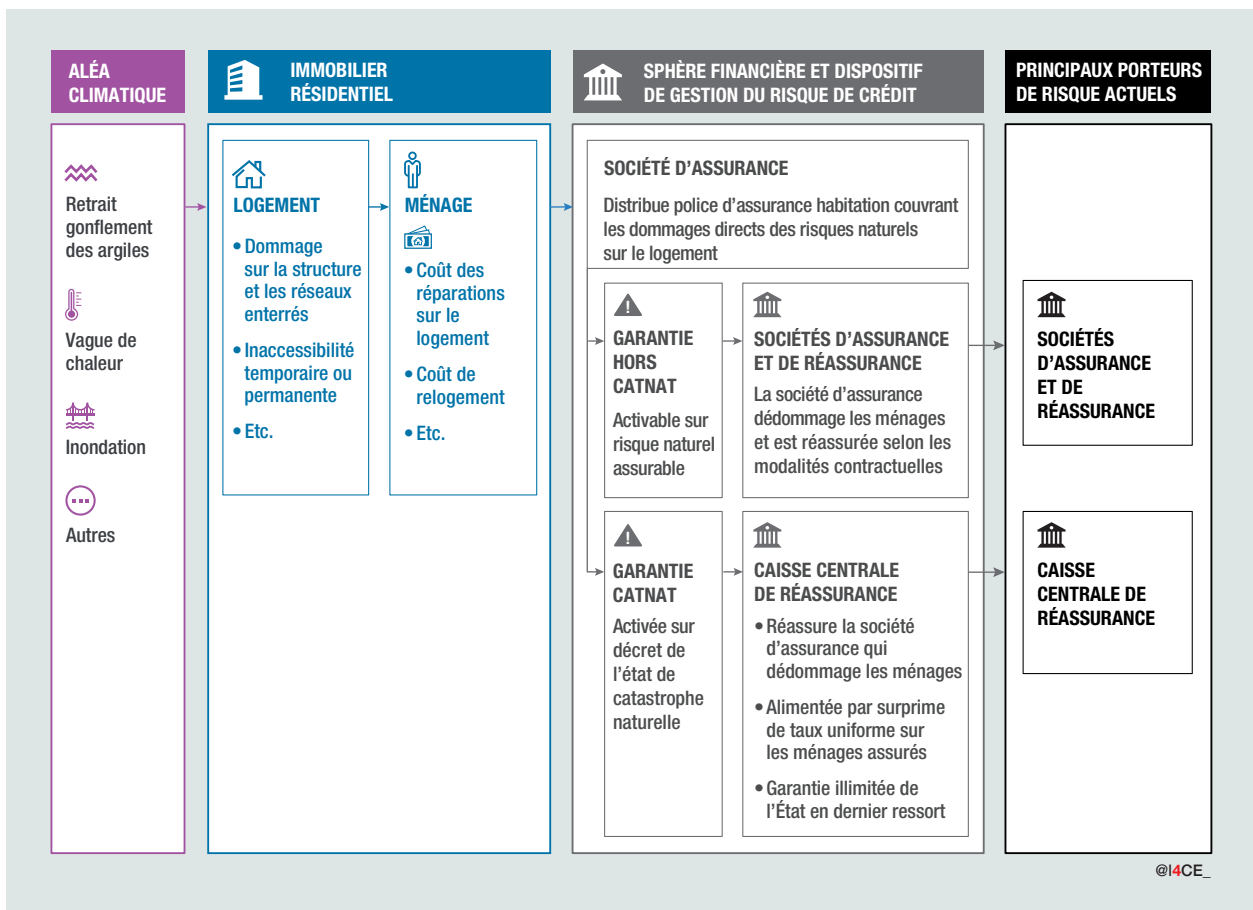 ALÉA
CLIMATIQUE
IMMOBILIER
RÉSIDENTIEL
SPHÈRE FINANCIÈRE ET DISPOSITIF
DE GESTION DU RISQUE DE CRÉDIT
PRINCIPAUX PORTEURS
DE RISQUE ACTUELS
Retrait
gonflement
des argiles
Vague de
chaleur
Inondation
Autres
LOGEMENT
• Dommage
sur la structure
et les réseaux
enterrés
• Inaccessibilité
temporaire ou
permanente
• Etc.
MÉNAGE
• Coût des
réparations
sur le
logement
• Coût de
relogement
• Etc.
SOCIÉTÉ D'ASSURANCE
Distribue police d'assurance habitation couvrant
les dommages directs des risques naturels
sur le logement
GARANTIE
HORS
CATNAT
Activable sur
risque naturel
assurable
SOCIÉTÉS D'ASSURANCE
ET DE RÉASSURANCE
La société d'assurance
dédommage les ménages
et est réassurée selon les
modalités contractuelles
GARANTIE
CATNAT
Activée sur
décret de
l'état de
catastrophe
naturelle
CAISSE CENTRALE
DE RÉASSURANCE
• Réassure la société
d'assurance qui
dédommage les ménages
• Alimentée par surprime
de taux uniforme sur
les ménages assurés
• Garantie illimitée de
l'État en dernier ressort
SOCIÉTÉS
D'ASSURANCE
ET DE
RÉASSURANCE
CAISSE
CENTRALE DE
RÉASSURANCE
@I4CE_